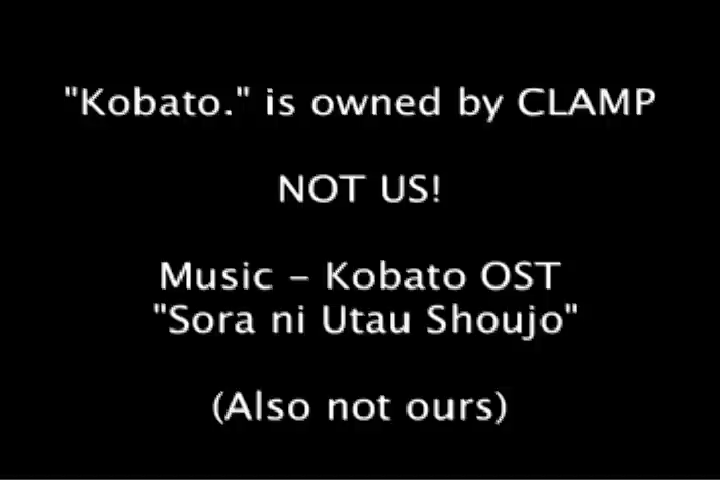 "Kobato." is owned by CLAMP
NOT US!
Music - Kobato OST
"Sora ni Utau Shoujo"
(Also not ours)